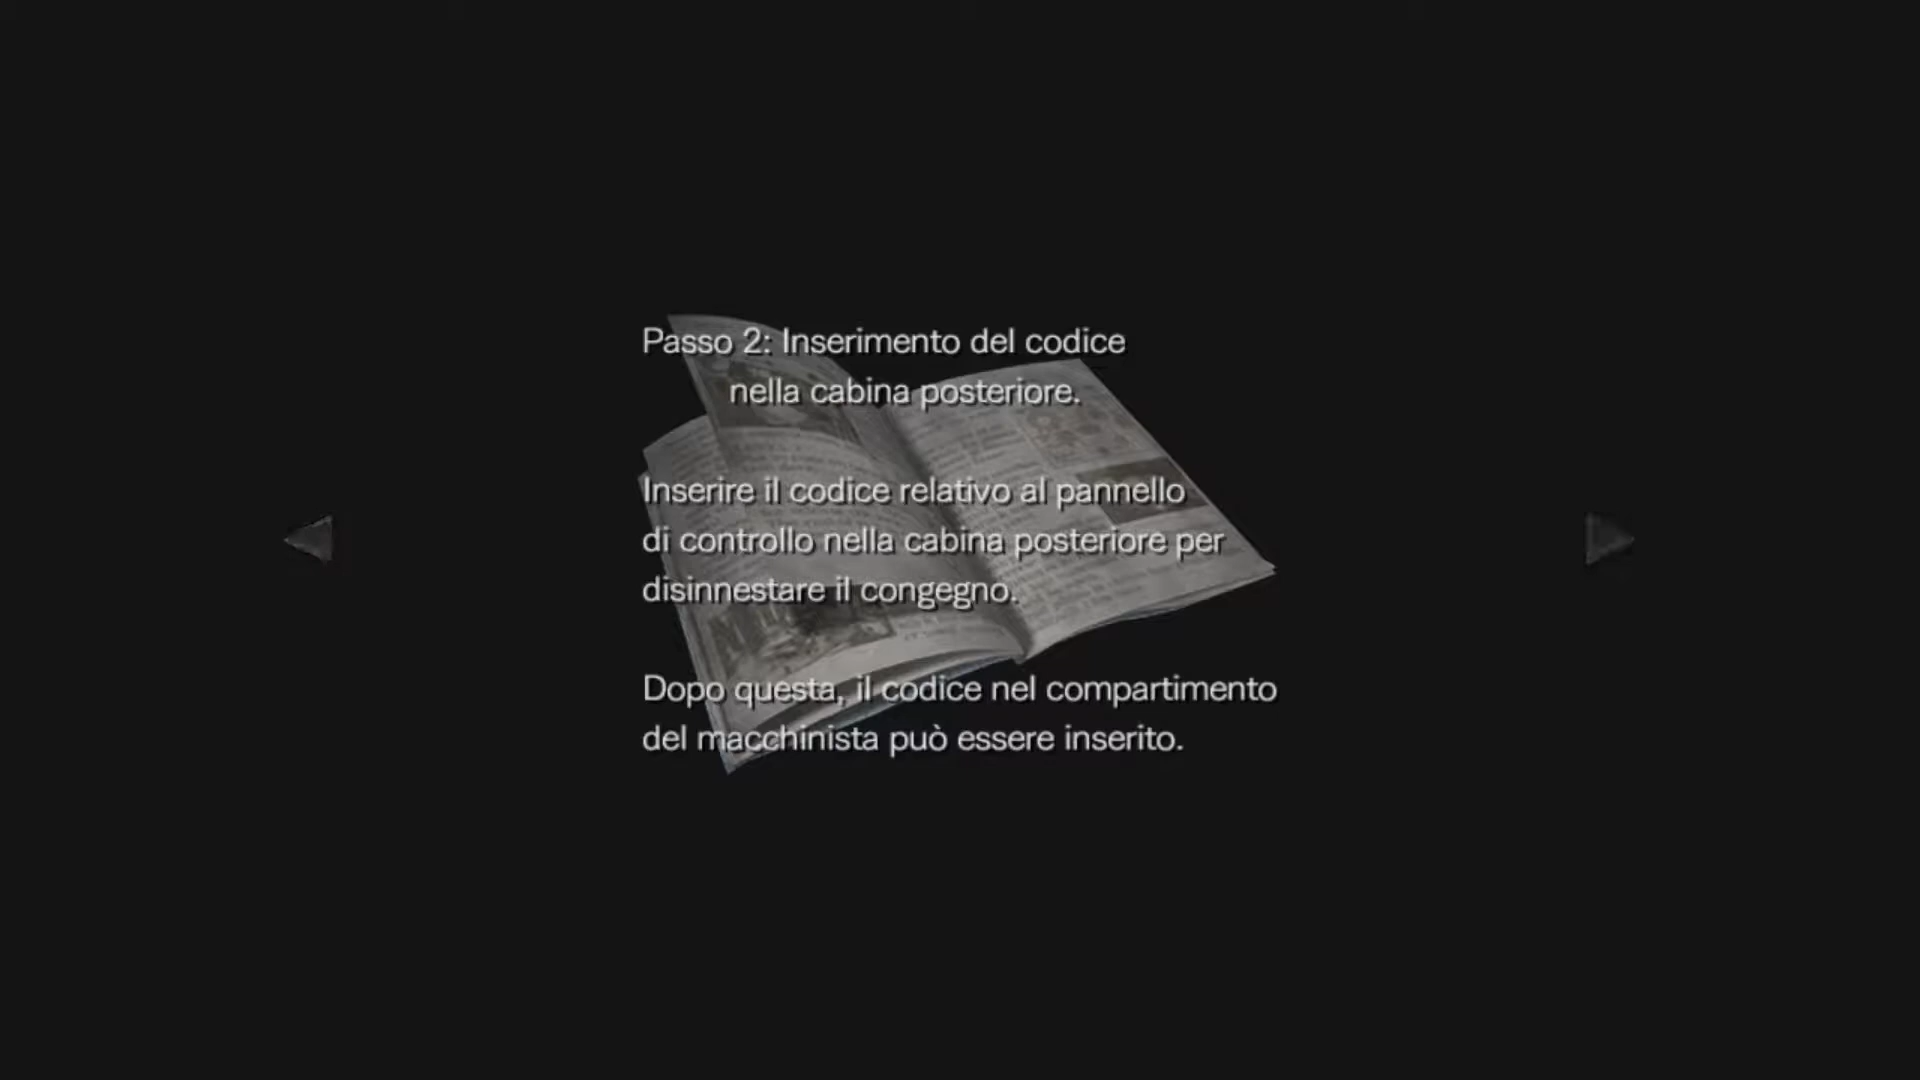 Passo 2: Inserimento del codice
nella cabina posteriore.
Inserire il codice relativo al pannello
di controllo nella cabina posteriore per
disinnestare il congegno.
Dopo questa, il codice nel compartimento
del macchinista può essere inserito.